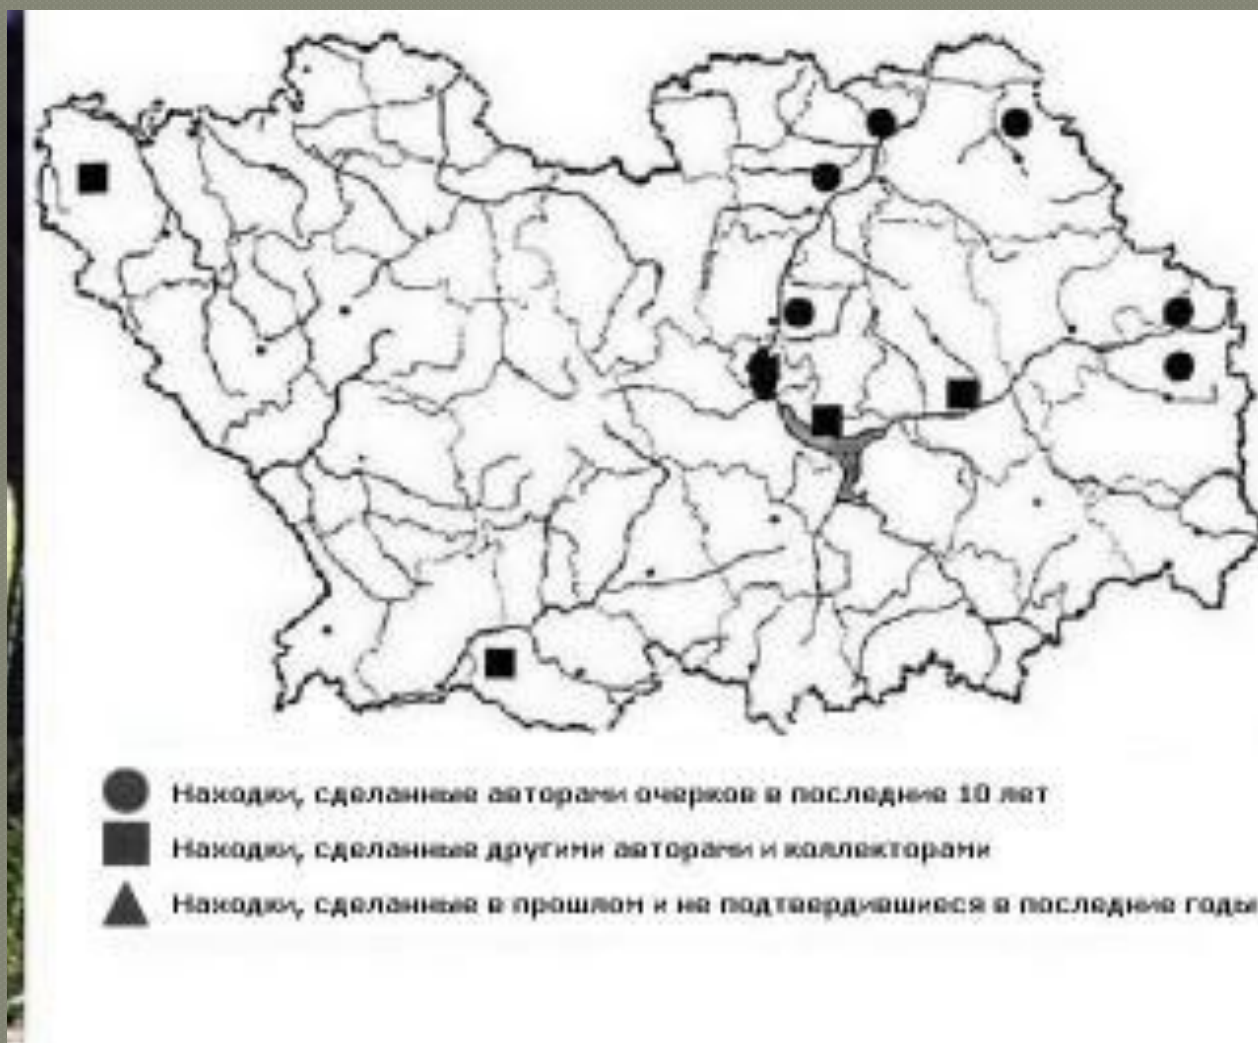 Находки, сделанные авторами очерков в последние 10 лет
Находки, сделанные другими авторами и коллекторами
Находки, сделанные в прошлом и не подтвердившиеся в последние годы